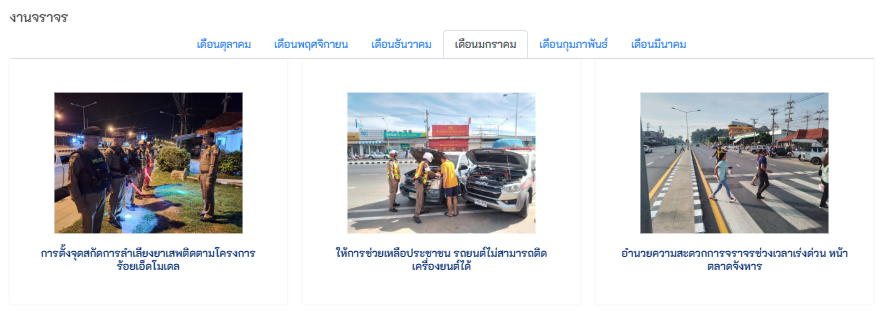 งานจราจร
เดือนตุลาคม เดือนพฤศจิกายน เดือนธันวาคม เดือนมกราคม เดือนกุมภาพันธ์ เดือนมีนาคม
การตั้งจุดสกัดการลำเลียงยาเสพติดตามโครงการ
ร้อยเอ็ดโมเดล
ให้การช่วยเหลือประชาชน รถยนต์ไม่สามารถติด
เครื่องยนต์ได้
อำนวยความสะดวกการจราจรช่วงเวลาเร่งด่วน หน้า
ตลาดจังหาร